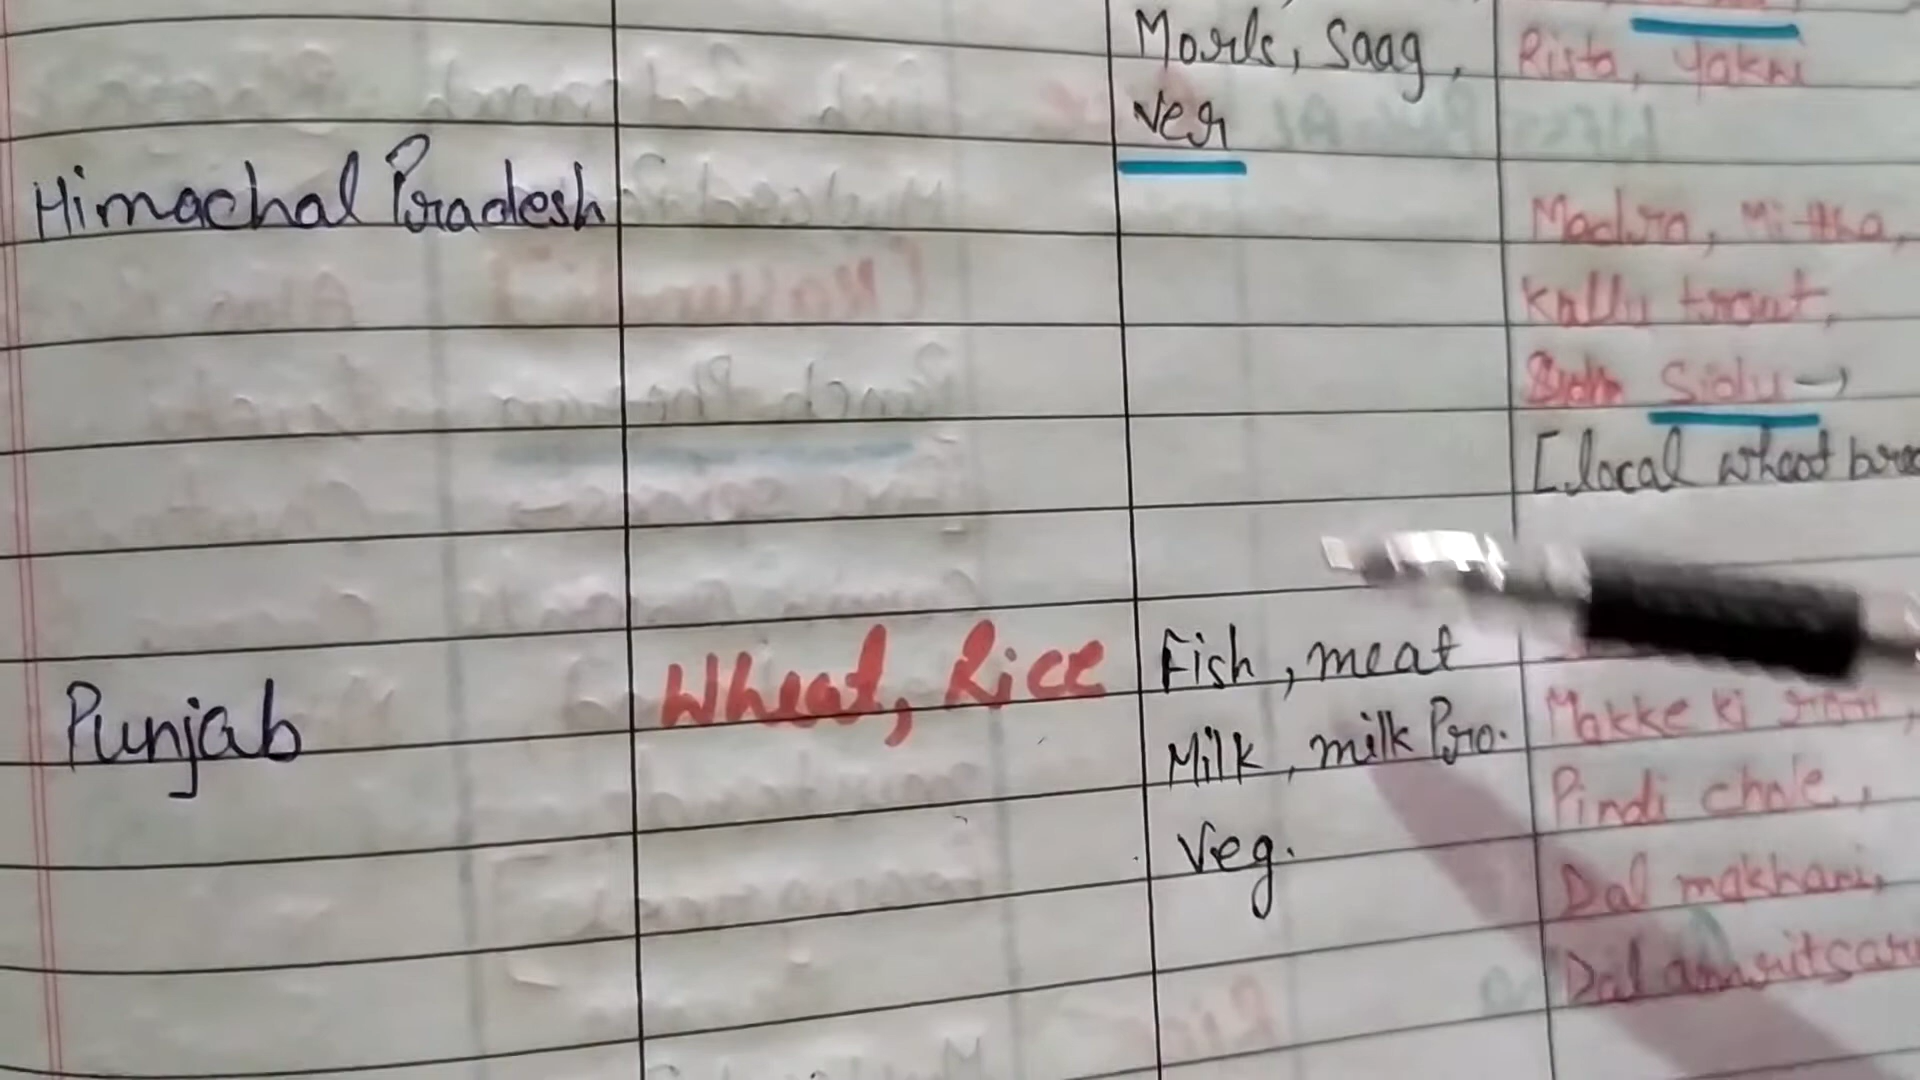 Morls, Saag, Rista, Yakni
Veg
Himachal Pradesh Madra, Mittha,
Kullu trout,
Sidu →
[local wheat
Punjab Wheat, Rice Fish, meat
Makke ki
Milk, milk Pro.
Pindi chole,
Veg.
Dal makhani,
Dal amritsari